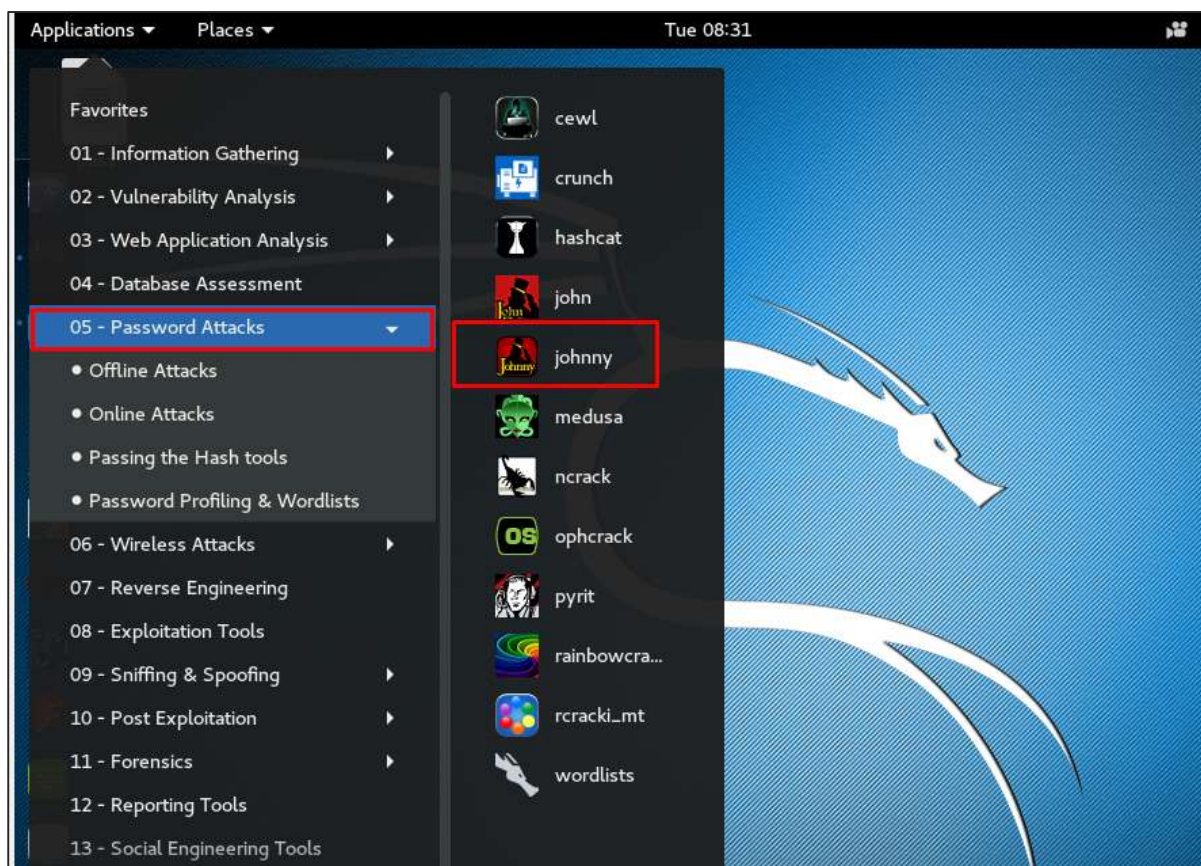 Applications Places Tue 08:31
Favorites
01 - Information Gathering
02 - Vulnerability Analysis
03 - Web Application Analysis
04 - Database Assessment
05 - Password Attacks
• Offline Attacks
• Online Attacks
• Passing the Hash tools
• Password Profiling & Wordlists
06 - Wireless Attacks
07 - Reverse Engineering
08 - Exploitation Tools
09 - Sniffing & Spoofing
10 - Post Exploitation
11 - Forensics
12 - Reporting Tools
13 - Social Engineering Tools
cewl
crunch
hashcat
John
john
Johnny
johnny
medusa
ncrack
OS
ophcrack
pyrit
rainbowcra...
rcracki_mt
wordlists